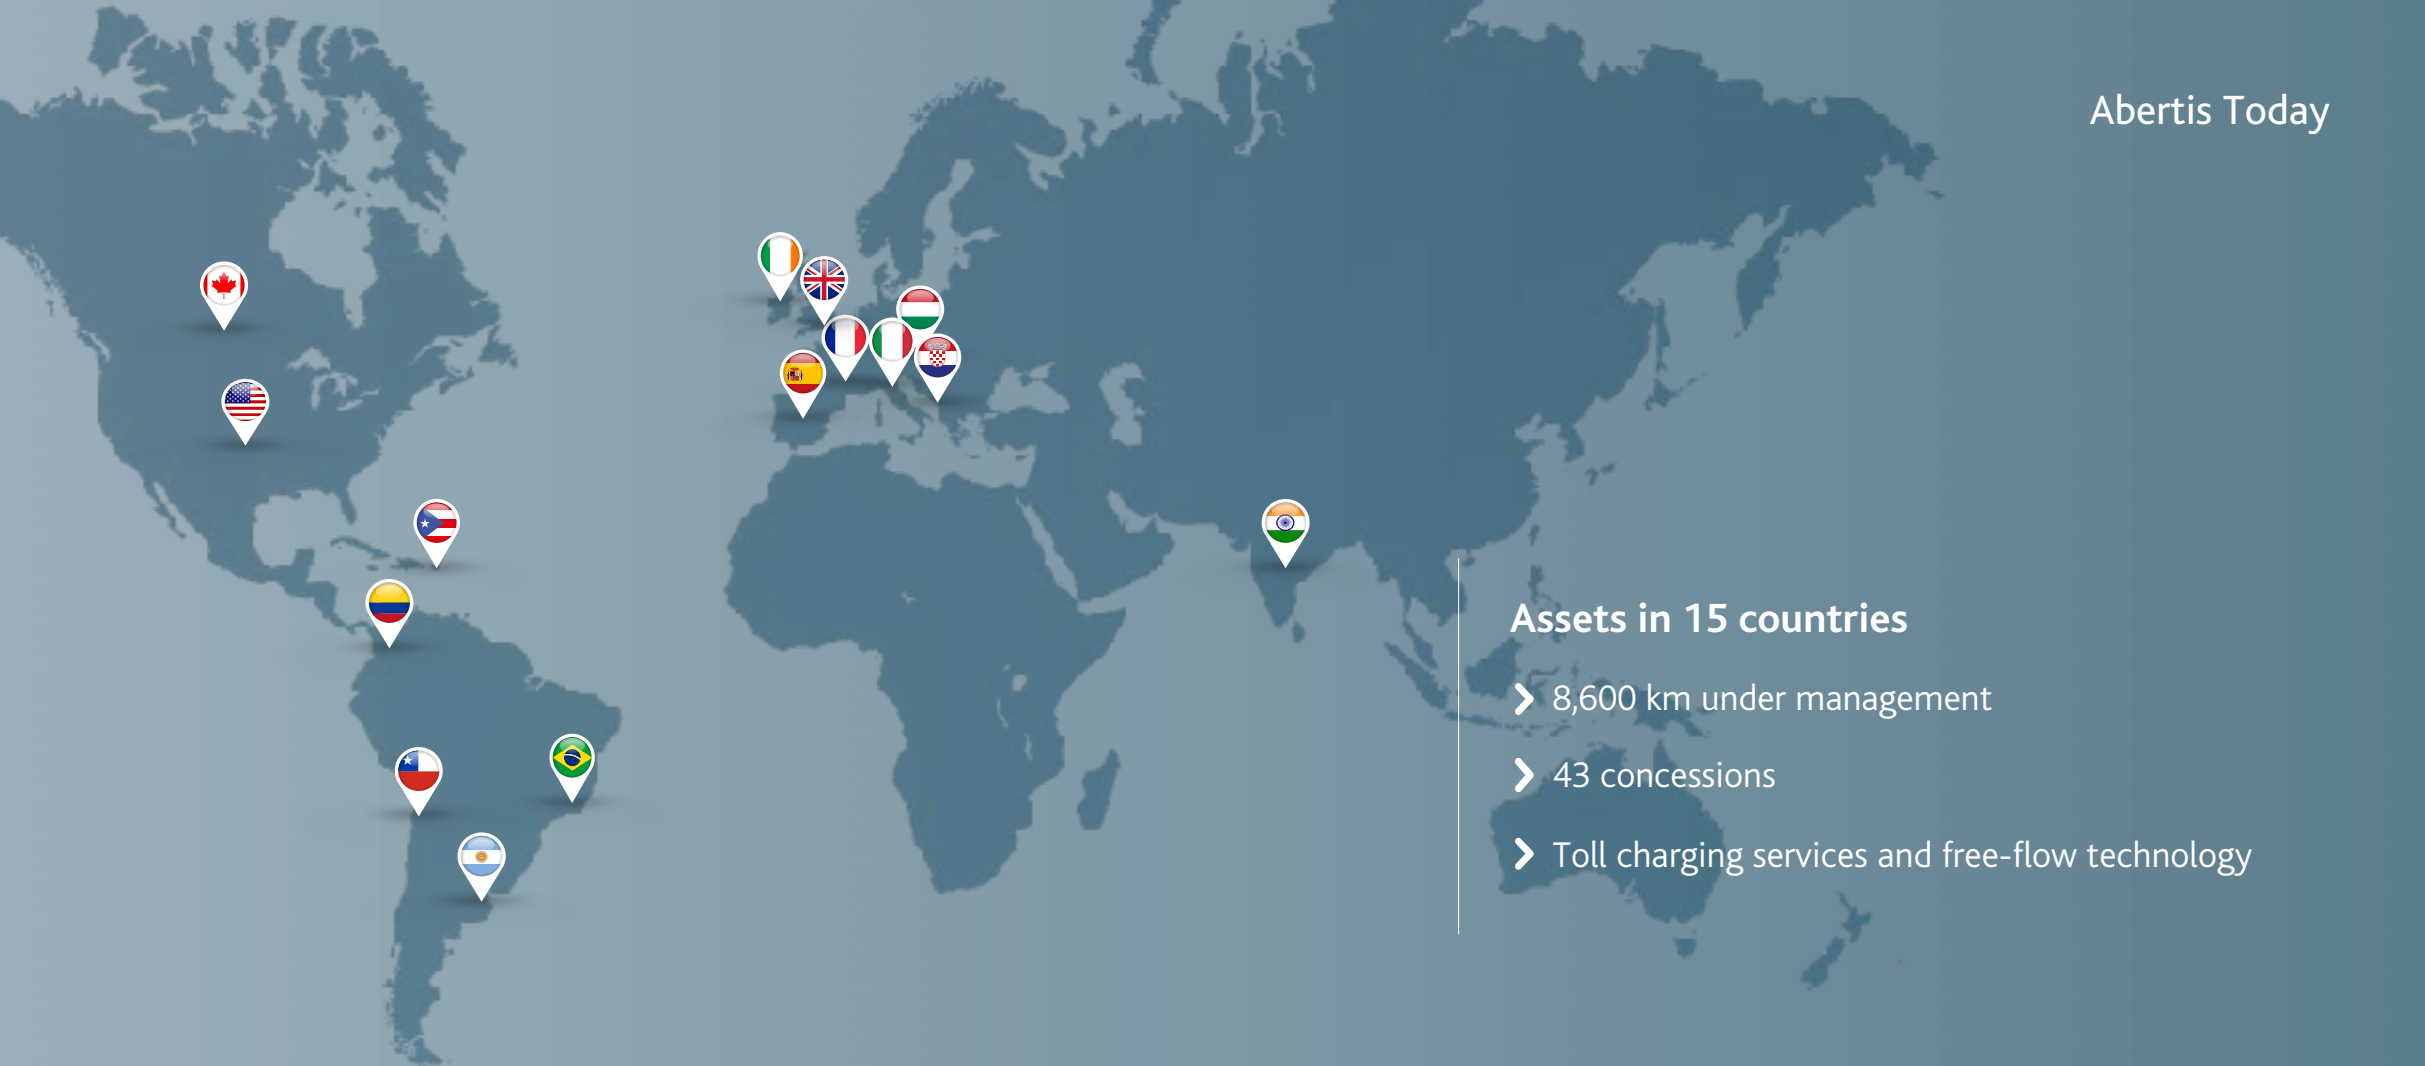 Abertis Today
Assets in 15 countries
8,600 km under management
43 concessions
Toll charging services and free-flow technology